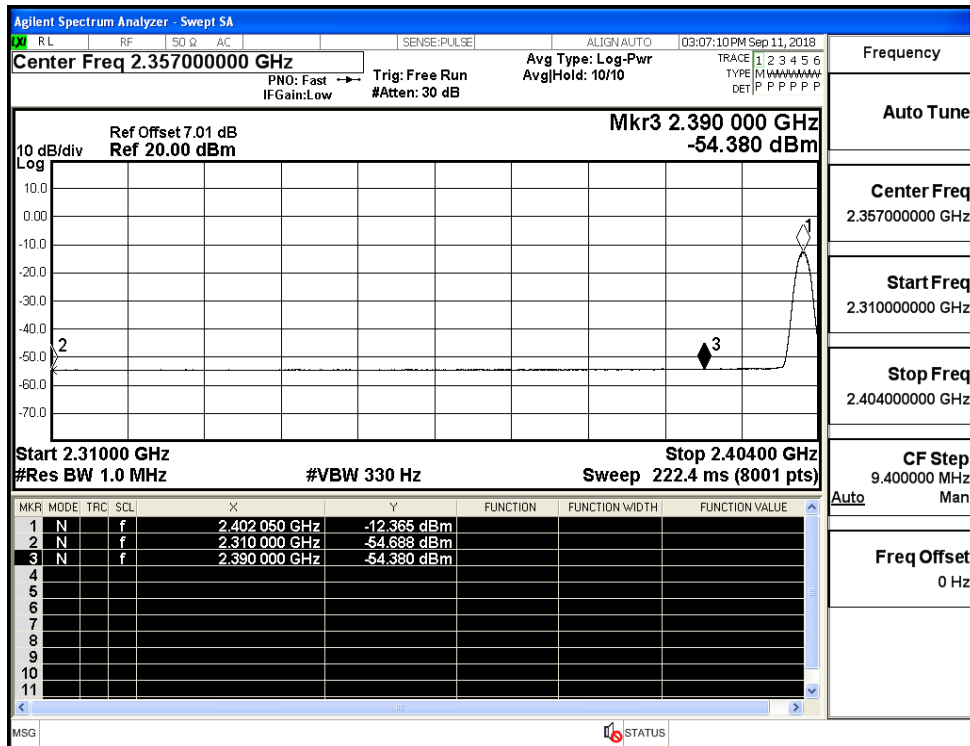 Agilent Spectrum Analyzer - Swept SA
LXI RL RF 50 Ω AC SENSE:PULSE ALIGN AUTO 03:07:10 PM Sep 11, 2018
Center Freq 2.357000000 GHz
PNO: Fast
IFGain:Low
Trig: Free Run
#Atten: 30 dB
Avg Type: Log-Pwr
Avg|Hold: 10/10
TRACE 1 2 3 4 5 6
TYPE M WWWWW
DET P P P P P P
Ref Offset 7.01 dB
10 dB/div Ref 20.00 dBm
Log
Mkr3 2.390 000 GHz
-54.380 dBm
10.0
0.00
-10.0
-20.0
-30.0
-40.0
-50.0
-60.0
-70.0
1
2
3
Start 2.31000 GHz Stop 2.40400 GHz
#Res BW 1.0 MHz #VBW 330 Hz Sweep 222.4 ms (8001 pts)
MKR MODE TRC SCL X Y FUNCTION FUNCTION WIDTH FUNCTION VALUE
1 N f 2.402 050 GHz -12.365 dBm
2 N f 2.310 000 GHz -54.688 dBm
3 N f 2.390 000 GHz -54.380 dBm
4
5
6
7
8
9
10
11
MSG STATUS
Frequency
Auto Tune
Center Freq
2.357000000 GHz
Start Freq
2.310000000 GHz
Stop Freq
2.404000000 GHz
CF Step
9.400000 MHz
Auto Man
Freq Offset
0 Hz